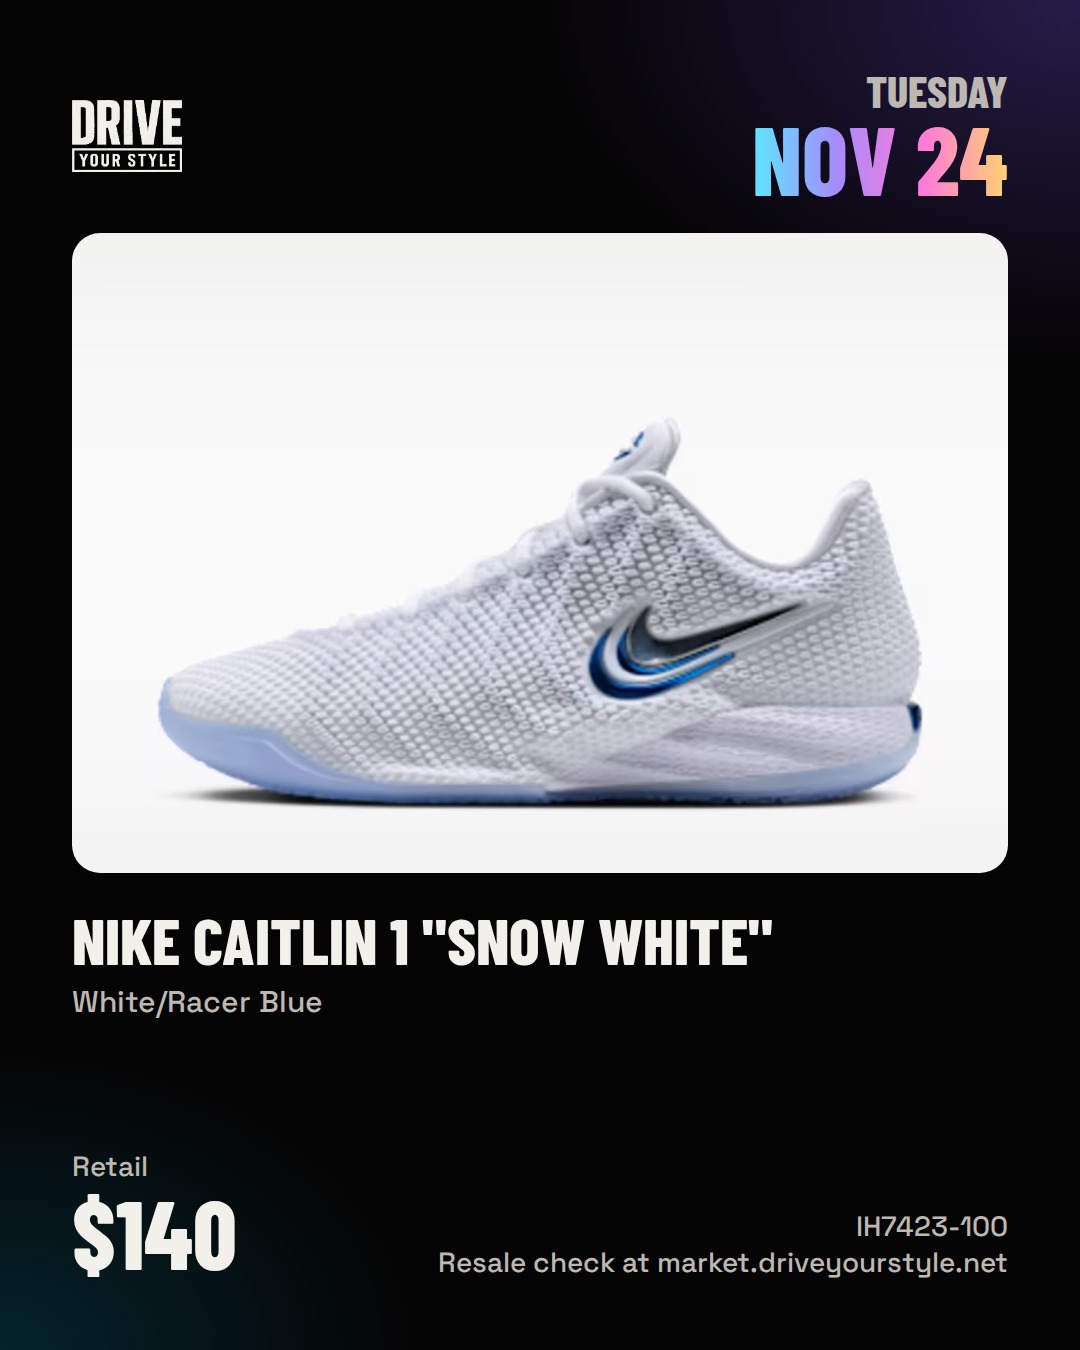 DRIVE
YOUR STYLE
TUESDAY
NOV 24
NIKE CAITLIN 1 "SNOW WHITE"
White/Racer Blue
Retail
$140
IH7423-100
Resale check at market.driveyourstyle.net